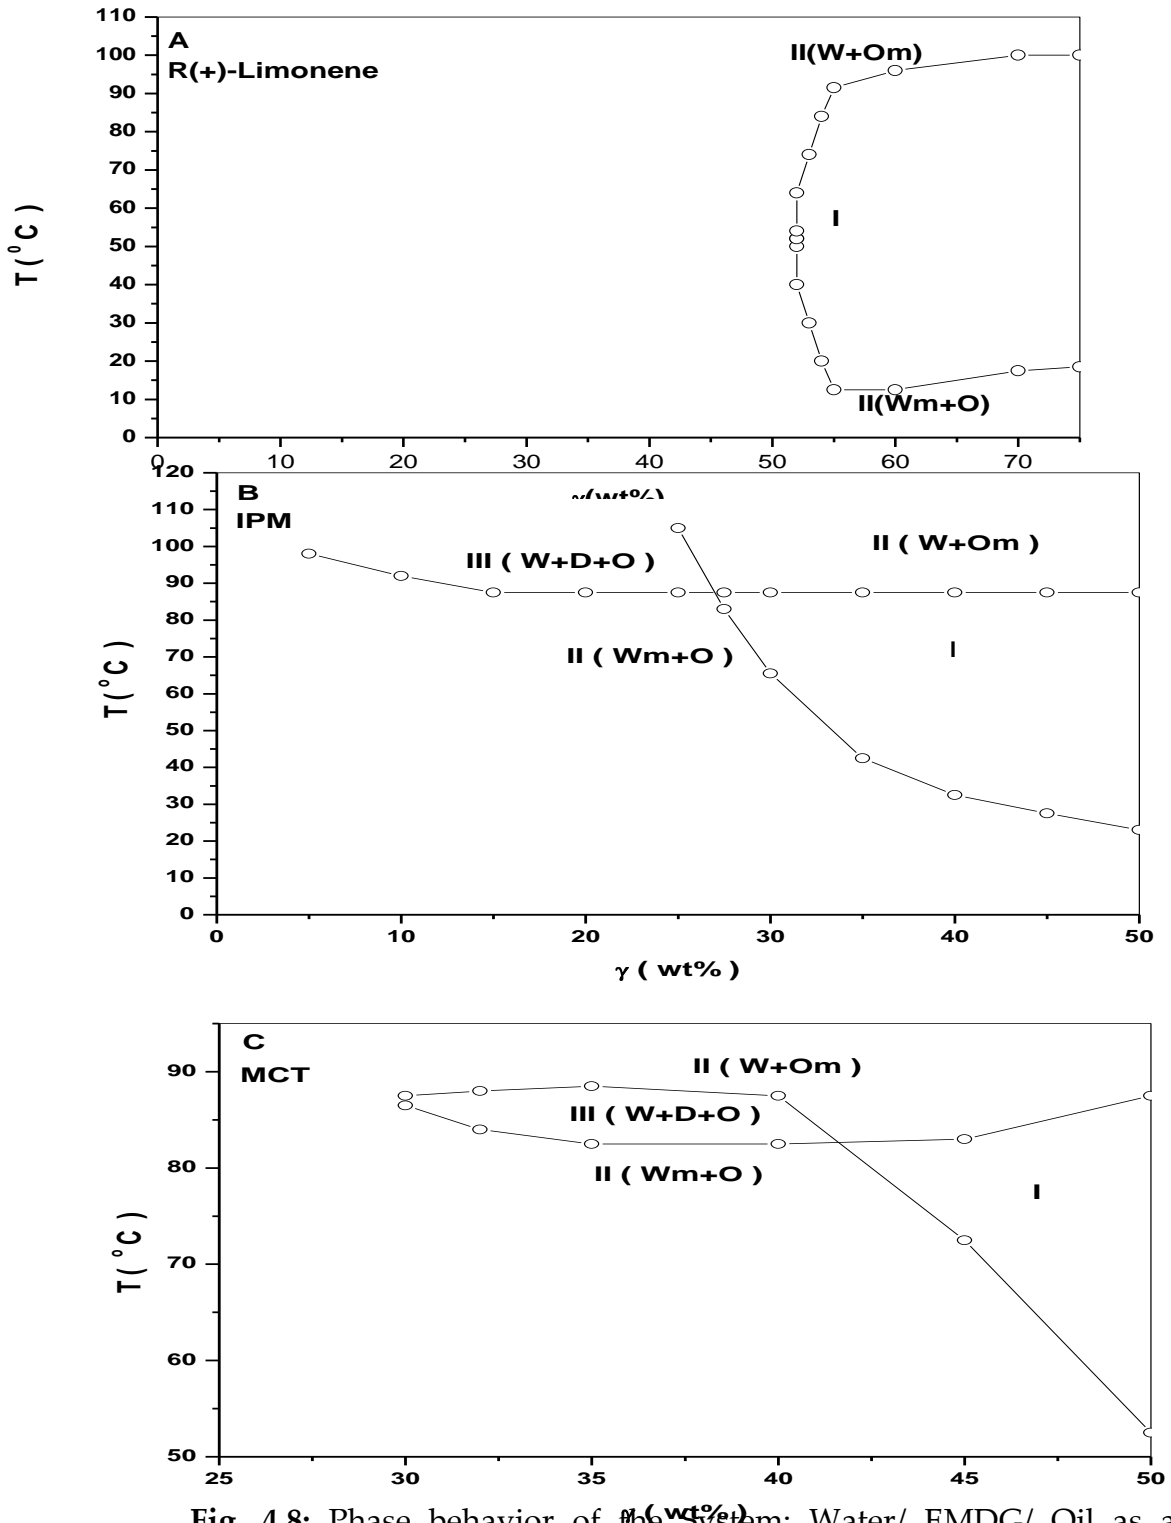 A
R(+)-Limonene
II(W+Om)
I
II(Wm+O)
T ( ⁰C )
110
100
90
80
70
60
50
40
30
20
10
0
0 10 20 30 40 50 60 70
γ(wt%)
B
IPM
III ( W+D+O )
II ( W+Om )
II ( Wm+O )
I
T ( °C )
120
110
100
90
80
70
60
50
40
30
20
10
0
0 10 20 30 40 50
γ ( wt% )
C
MCT
II ( W+Om )
III ( W+D+O )
II ( Wm+O )
I
T ( °C )
90
80
70
60
50
25 30 35 40 45 50
γ ( wt% )
Fig. 4.8: Phase behavior of the System: Water/ EMDG/ Oil as a